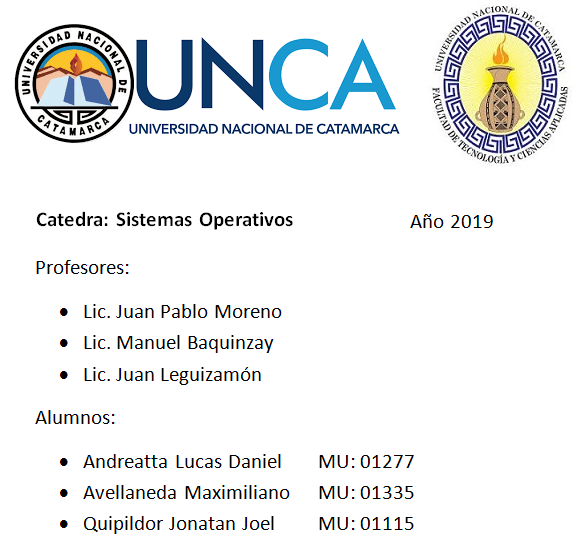 UNIVERSIDAD NACIONAL DE
CATAMARCA
UNCA
UNIVERSIDAD NACIONAL DE CATAMARCA
UNIVERSIDAD NACIONAL DE CATAMARCA
FACULTAD DE TECNOLOGÍA Y CIENCIAS APLICADAS
Catedra: Sistemas Operativos Año 2019
Profesores:
• Lic. Juan Pablo Moreno
• Lic. Manuel Baquinzay
• Lic. Juan Leguizamón
Alumnos:
• Andreatta Lucas Daniel MU: 01277
• Avellaneda Maximiliano MU: 01335
• Quipildor Jonatan Joel MU: 01115